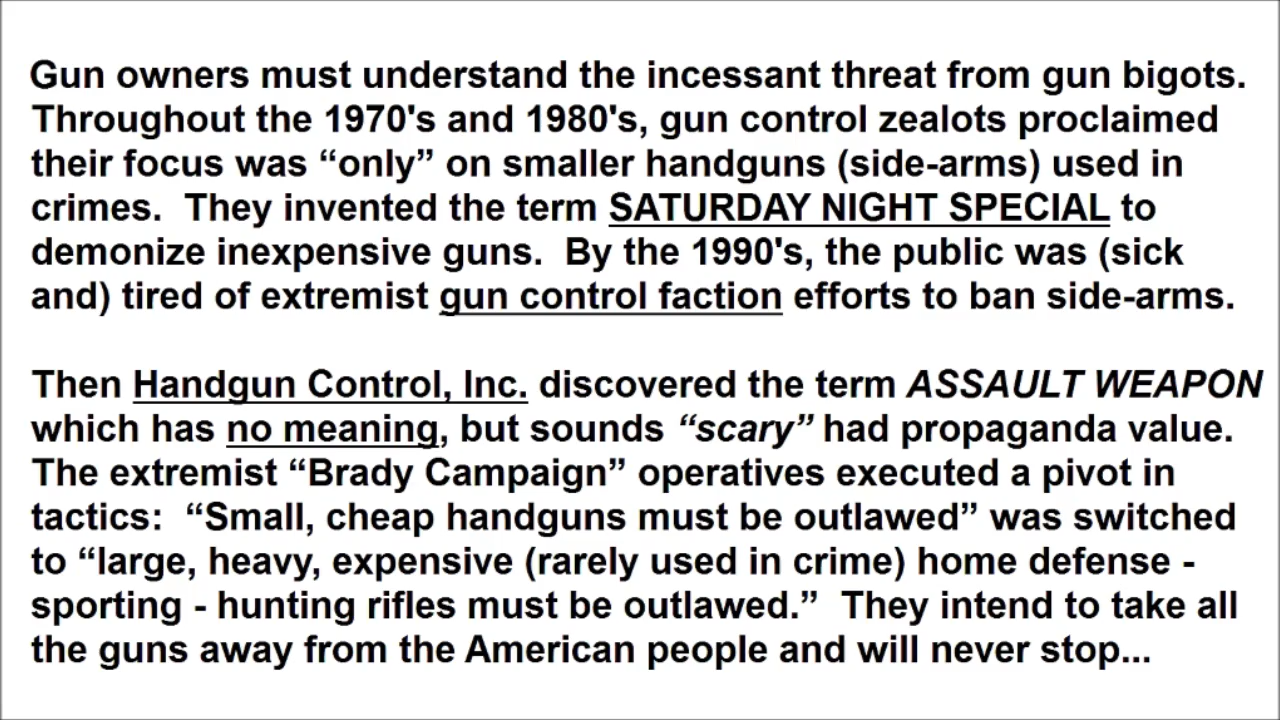 Gun owners must understand the incessant threat from gun bigots.
Throughout the 1970's and 1980's, gun control zealots proclaimed
their focus was “only” on smaller handguns (side-arms) used in
crimes.  They invented the term SATURDAY NIGHT SPECIAL to
demonize inexpensive guns.  By the 1990's, the public was (sick
and) tired of extremist gun control faction efforts to ban side-arms.
Then Handgun Control, Inc. discovered the term ASSAULT WEAPON
which has no meaning, but sounds “scary” had propaganda value.
The extremist “Brady Campaign” operatives executed a pivot in
tactics:  “Small, cheap handguns must be outlawed” was switched
to “large, heavy, expensive (rarely used in crime) home defense -
sporting - hunting rifles must be outlawed.”  They intend to take all
the guns away from the American people and will never stop...